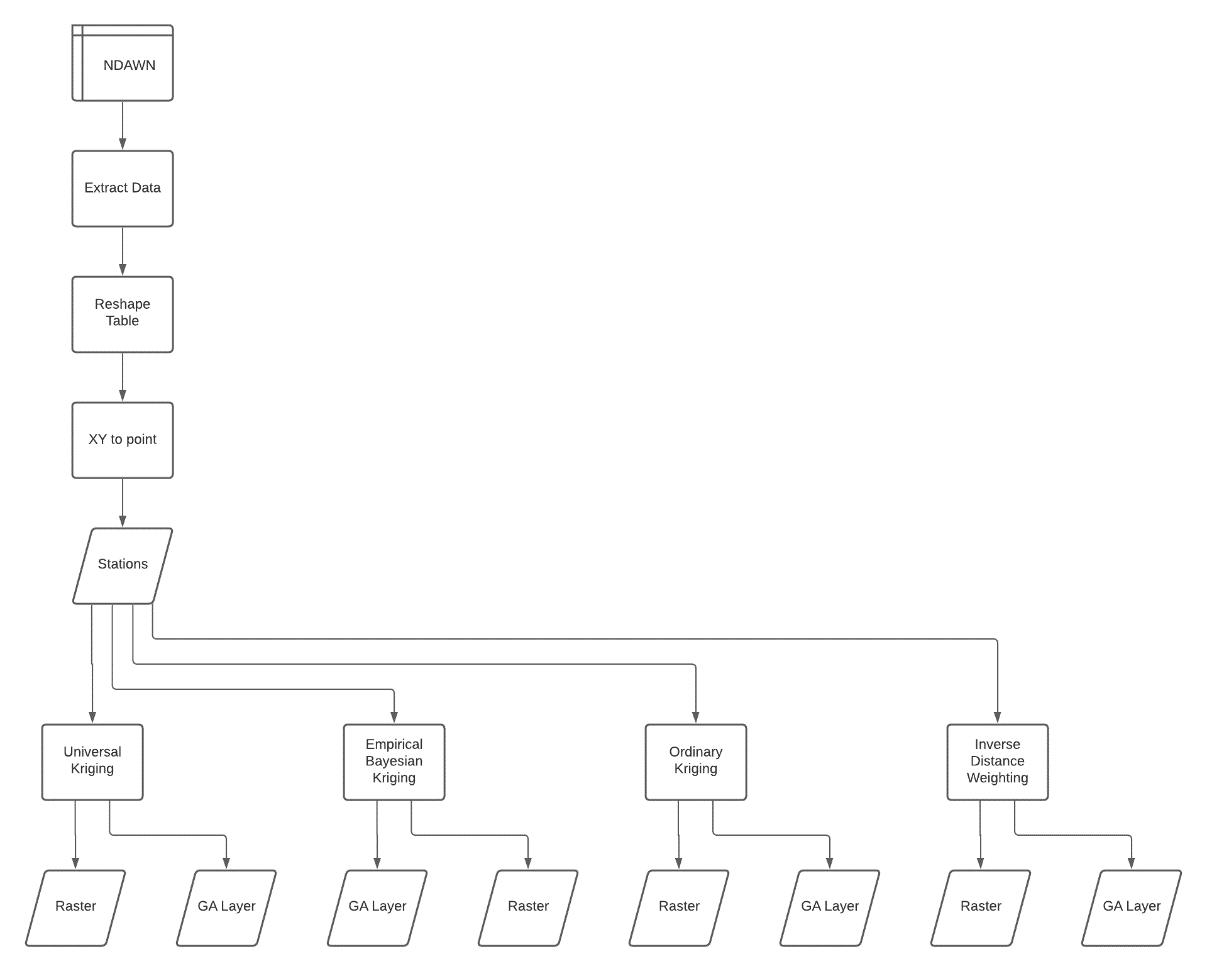 NDAWN
Extract Data
Reshape
Table
XY to point
Stations
Universal
Kriging
Empirical
Bayesian
Kriging
Ordinary
Kriging
Inverse
Distance
Weighting
Raster
GA Layer
GA Layer
Raster
Raster
GA Layer
Raster
GA Layer